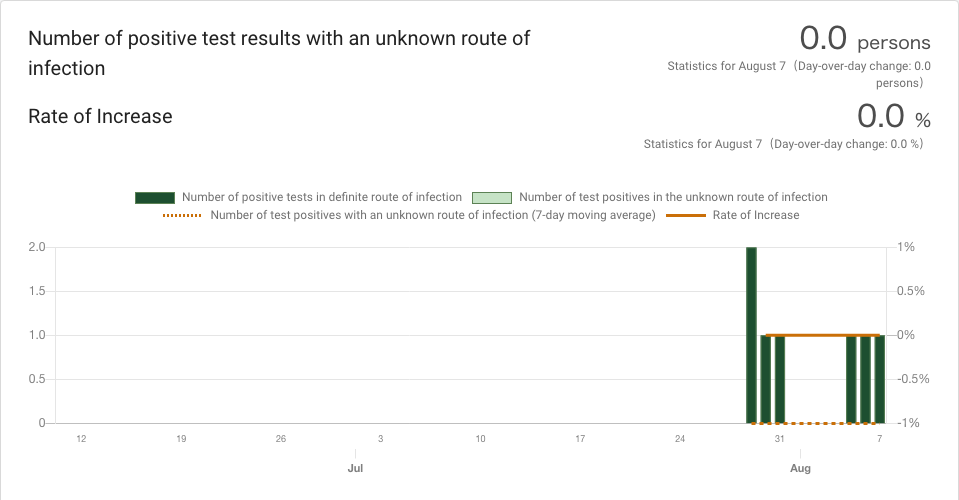 Number of positive test results with an unknown route of
infection
0.0 persons
Statistics for August 7（Day-over-day change: 0.0
persons）
Rate of Increase
0.0 %
Statistics for August 7（Day-over-day change: 0.0 %）
Number of positive tests in definite route of infection
Number of test positives in the unknown route of infection
Number of test positives with an unknown route of infection (7-day moving average)
Rate of Increase
2.0
1.5
1.0
0.5
0
1%
0.5%
0%
-0.5%
-1%
12 19 26 3 10 17 24 31 7
Jul Aug